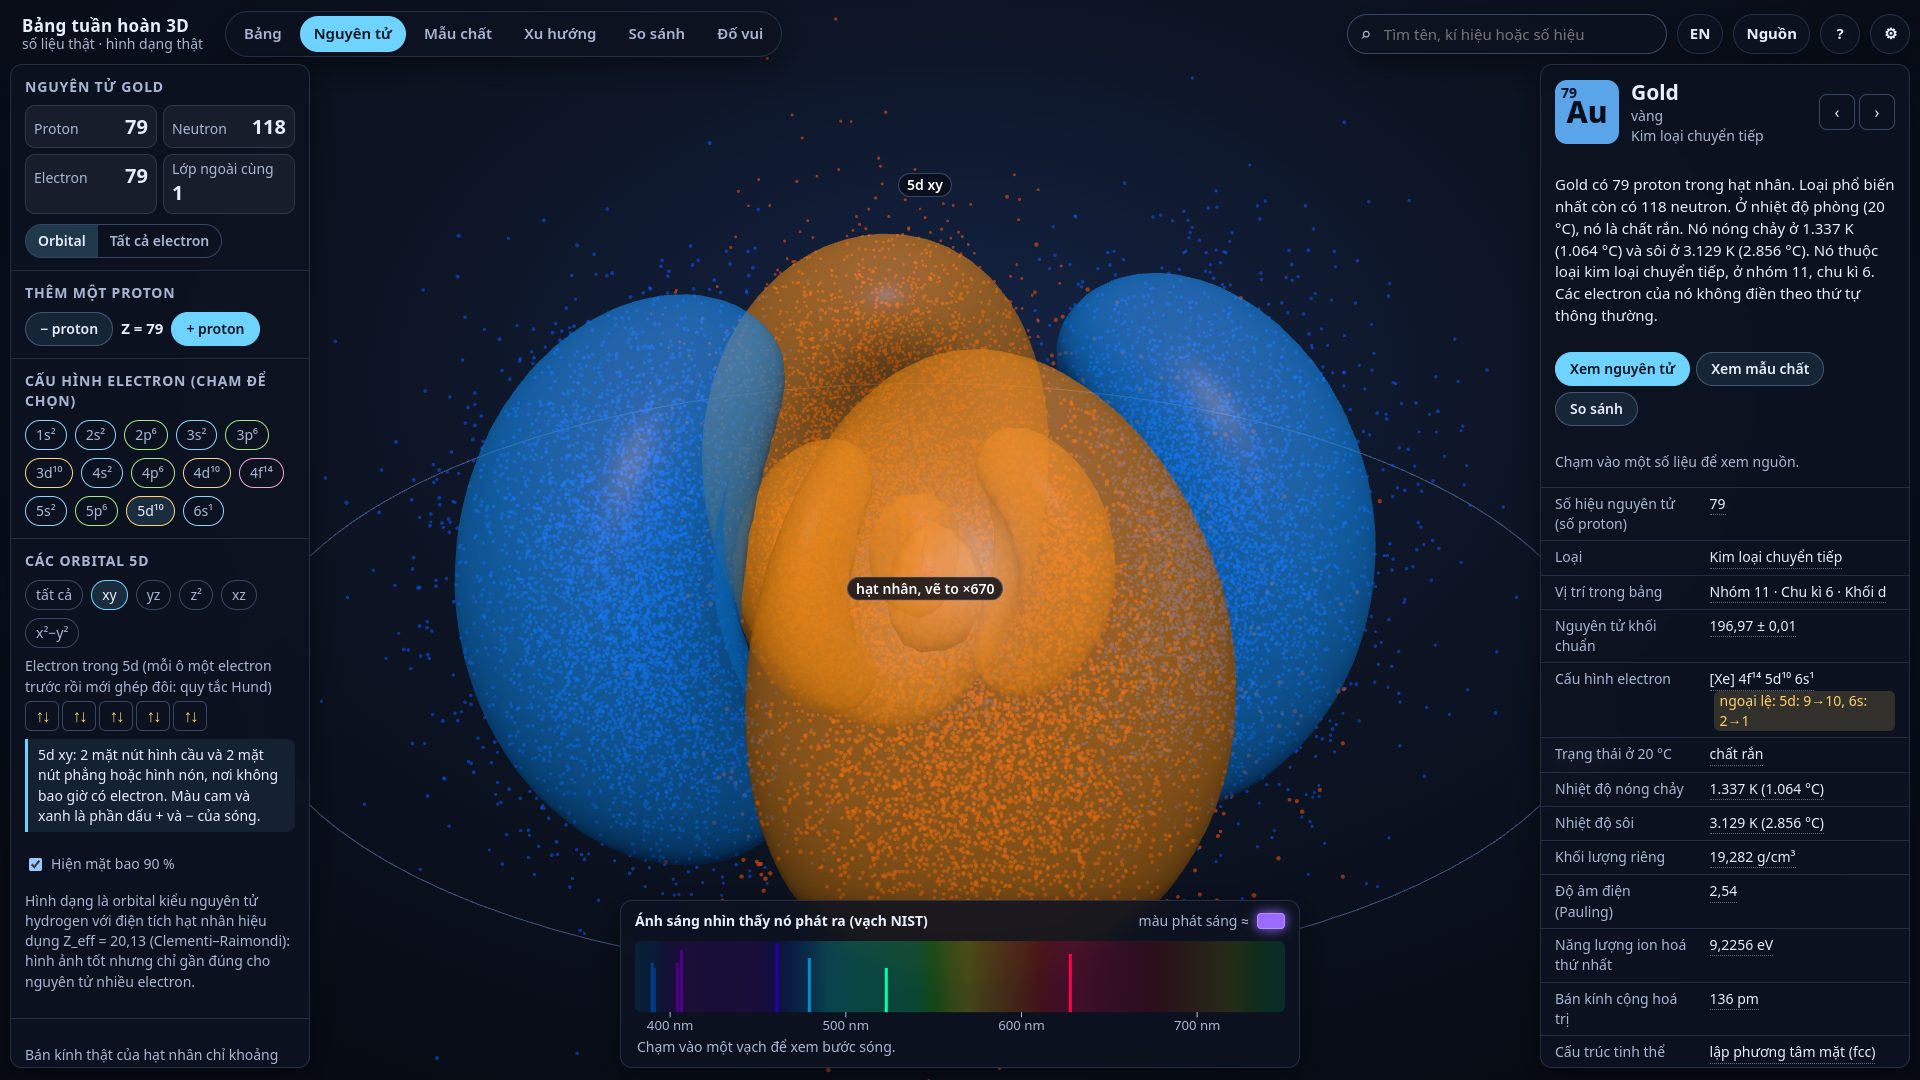 Bảng tuần hoàn 3D
số liệu thật · hình dạng thật
Bảng
Nguyên tử
Mẫu chất
Xu hướng
So sánh
Đố vui
Tìm tên, kí hiệu hoặc số hiệu
EN
Nguồn
?
NGUYÊN TỬ GOLD
Proton 79
Neutron 118
Electron 79
Lớp ngoài cùng
1
Orbital
Tất cả electron
THÊM MỘT PROTON
− proton
Z = 79
+ proton
CẤU HÌNH ELECTRON (CHẠM ĐỂ
CHỌN)
1s² 2s² 2p⁶ 3s² 3p⁶
3d¹⁰ 4s² 4p⁶ 4d¹⁰ 4f¹⁴
5s² 5p⁶ 5d¹⁰ 6s¹
CÁC ORBITAL 5D
tất cả xy yz z² xz
x²−y²
Electron trong 5d (mỗi ô một electron
trước rồi mới ghép đôi: quy tắc Hund)
↑↓ ↑↓ ↑↓ ↑↓ ↑↓
5d xy: 2 mặt nút hình cầu và 2 mặt
nút phẳng hoặc hình nón, nơi không
bao giờ có electron. Màu cam và
xanh là phần dấu + và − của sóng.
Hiện mặt bao 90 %
Hình dạng là orbital kiểu nguyên tử
hydrogen với điện tích hạt nhân hiệu
dụng Z_eff = 20,13 (Clementi–Raimondi):
hình ảnh tốt nhưng chỉ gần đúng cho
nguyên tử nhiều electron.
Bán kính thật của hạt nhân chỉ khoảng
5d xy
hạt nhân, vẽ to ×670
Ánh sáng nhìn thấy nó phát ra (vạch NIST)
màu phát sáng ≈
400 nm
500 nm
600 nm
700 nm
Chạm vào một vạch để xem bước sóng.
79
Au
Gold
vàng
Kim loại chuyển tiếp
‹
›
Gold có 79 proton trong hạt nhân. Loại phổ biến
nhất còn có 118 neutron. Ở nhiệt độ phòng (20
°C), nó là chất rắn. Nó nóng chảy ở 1.337 K
(1.064 °C) và sôi ở 3.129 K (2.856 °C). Nó thuộc
loại kim loại chuyển tiếp, ở nhóm 11, chu kì 6.
Các electron của nó không điền theo thứ tự
thông thường.
Xem nguyên tử
Xem mẫu chất
So sánh
Chạm vào một số liệu để xem nguồn.
Số hiệu nguyên tử
(số proton)
79
Loại
Kim loại chuyển tiếp
Vị trí trong bảng
Nhóm 11 · Chu kì 6 · Khối d
Nguyên tử khối
chuẩn
196,97 ± 0,01
Cấu hình electron
[Xe] 4f¹⁴ 5d¹⁰ 6s¹
ngoại lệ: 5d: 9→10, 6s:
2→1
Trạng thái ở 20 °C
chất rắn
Nhiệt độ nóng chảy
1.337 K (1.064 °C)
Nhiệt độ sôi
3.129 K (2.856 °C)
Khối lượng riêng
19,282 g/cm³
Độ âm điện
(Pauling)
2,54
Năng lượng ion hoá
thứ nhất
9,2256 eV
Bán kính cộng hoá
trị
136 pm
Cấu trúc tinh thể
lập phương tâm mặt (fcc)